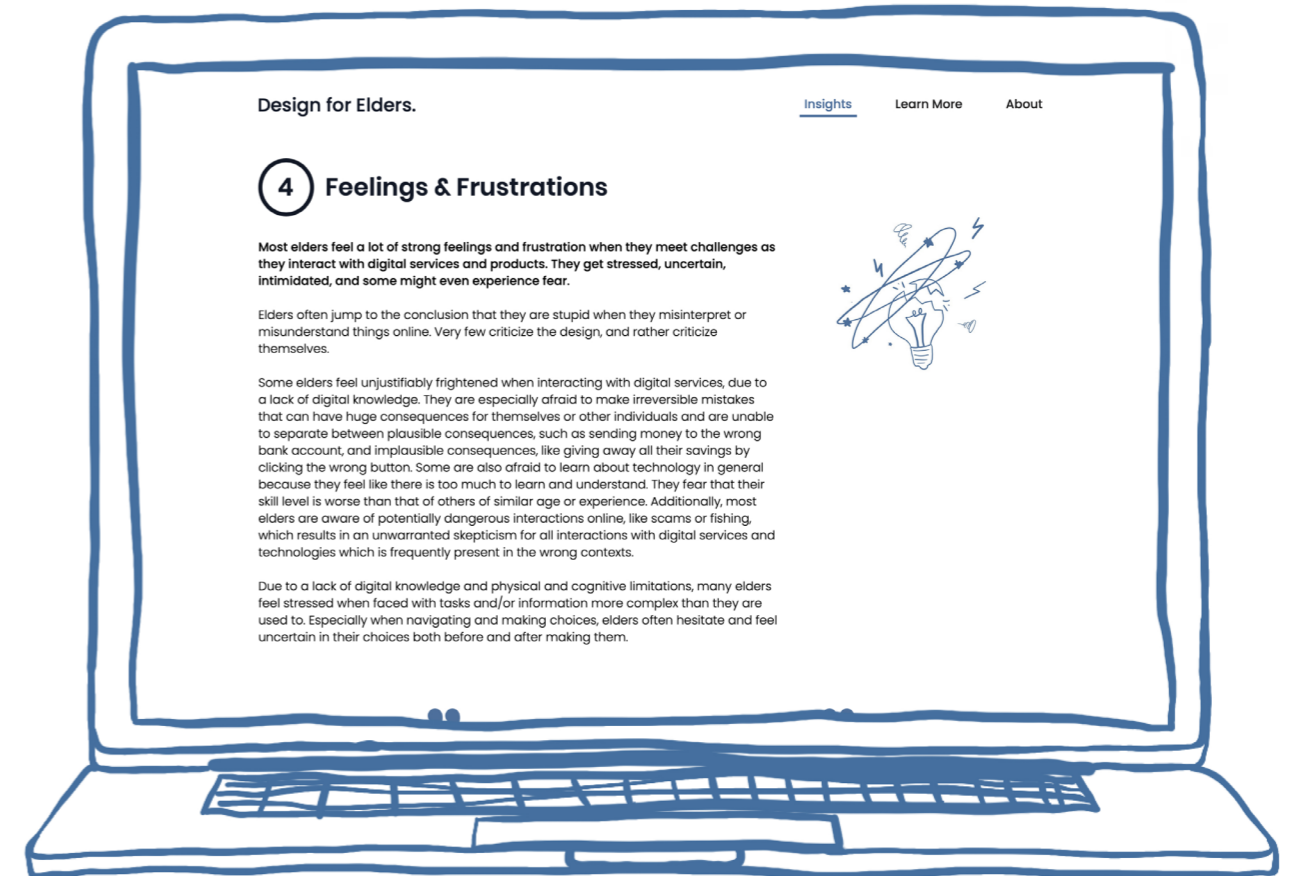 Design for Elders.
Insights
Learn More
About
4
Feelings & Frustrations
Most elders feel a lot of strong feelings and frustration when they meet challenges as
they interact with digital services and products. They get stressed, uncertain,
intimidated, and some might even experience fear.
Elders often jump to the conclusion that they are stupid when they misinterpret or
misunderstand things online. Very few criticize the design, and rather criticize
themselves.
Some elders feel unjustifiably frightened when interacting with digital services, due to
a lack of digital knowledge. They are especially afraid to make irreversible mistakes
that can have huge consequences for themselves or other individuals and are unable
to separate between plausible consequences, such as sending money to the wrong
bank account, and implausible consequences, like giving away all their savings by
clicking the wrong button. Some are also afraid to learn about technology in general
because they feel like there is too much to learn and understand. They fear that their
skill level is worse than that of others of similar age or experience. Additionally, most
elders are aware of potentially dangerous interactions online, like scams or fishing,
which results in an unwarranted skepticism for all interactions with digital services and
technologies which is frequently present in the wrong contexts.
Due to a lack of digital knowledge and physical and cognitive limitations, many elders
feel stressed when faced with tasks and/or information more complex than they are
used to. Especially when navigating and making choices, elders often hesitate and feel
uncertain in their choices both before and after making them.